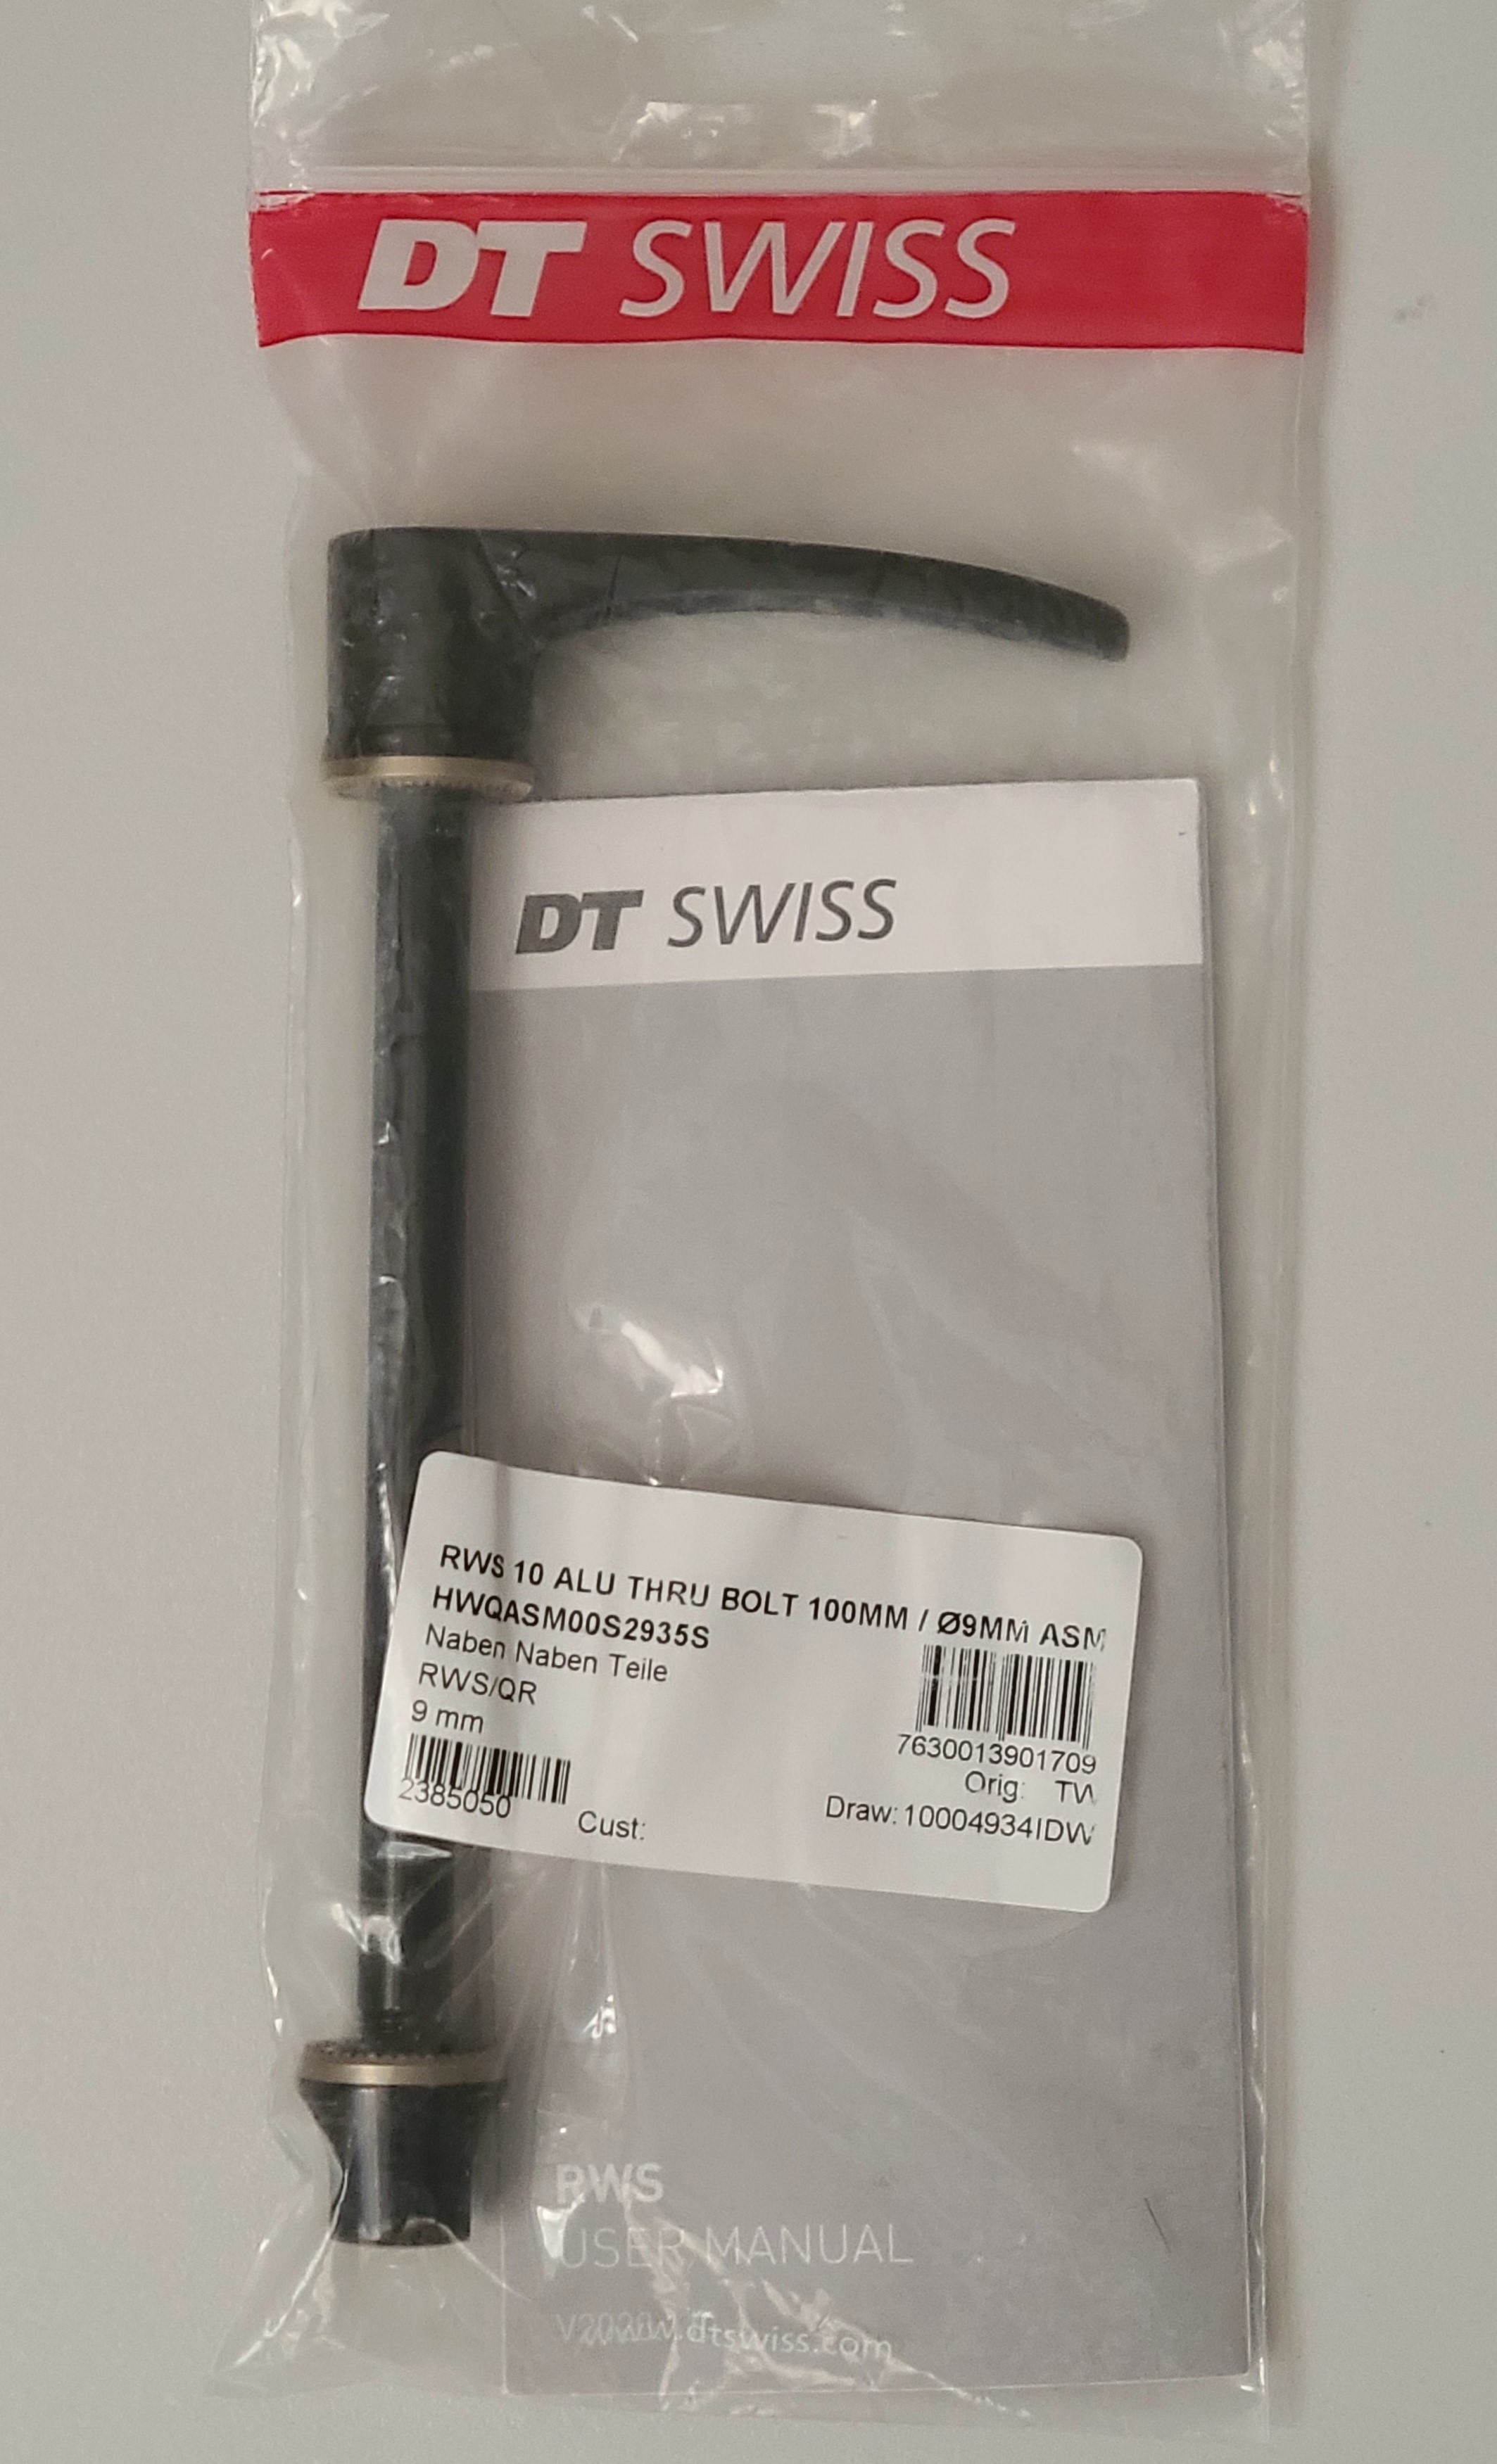 DT SWISS
DT SWISS
RWS 10 ALU THRU BOLT 100MM / Ø9MM ASM
HWQASM00S2935S
Naben Naben Teile
RWS/QR
9 mm
2385050
Cust:
7630013901709
Orig: TW
Draw: 10004934IDW
RWS
USER MANUAL
www.dtswiss.com